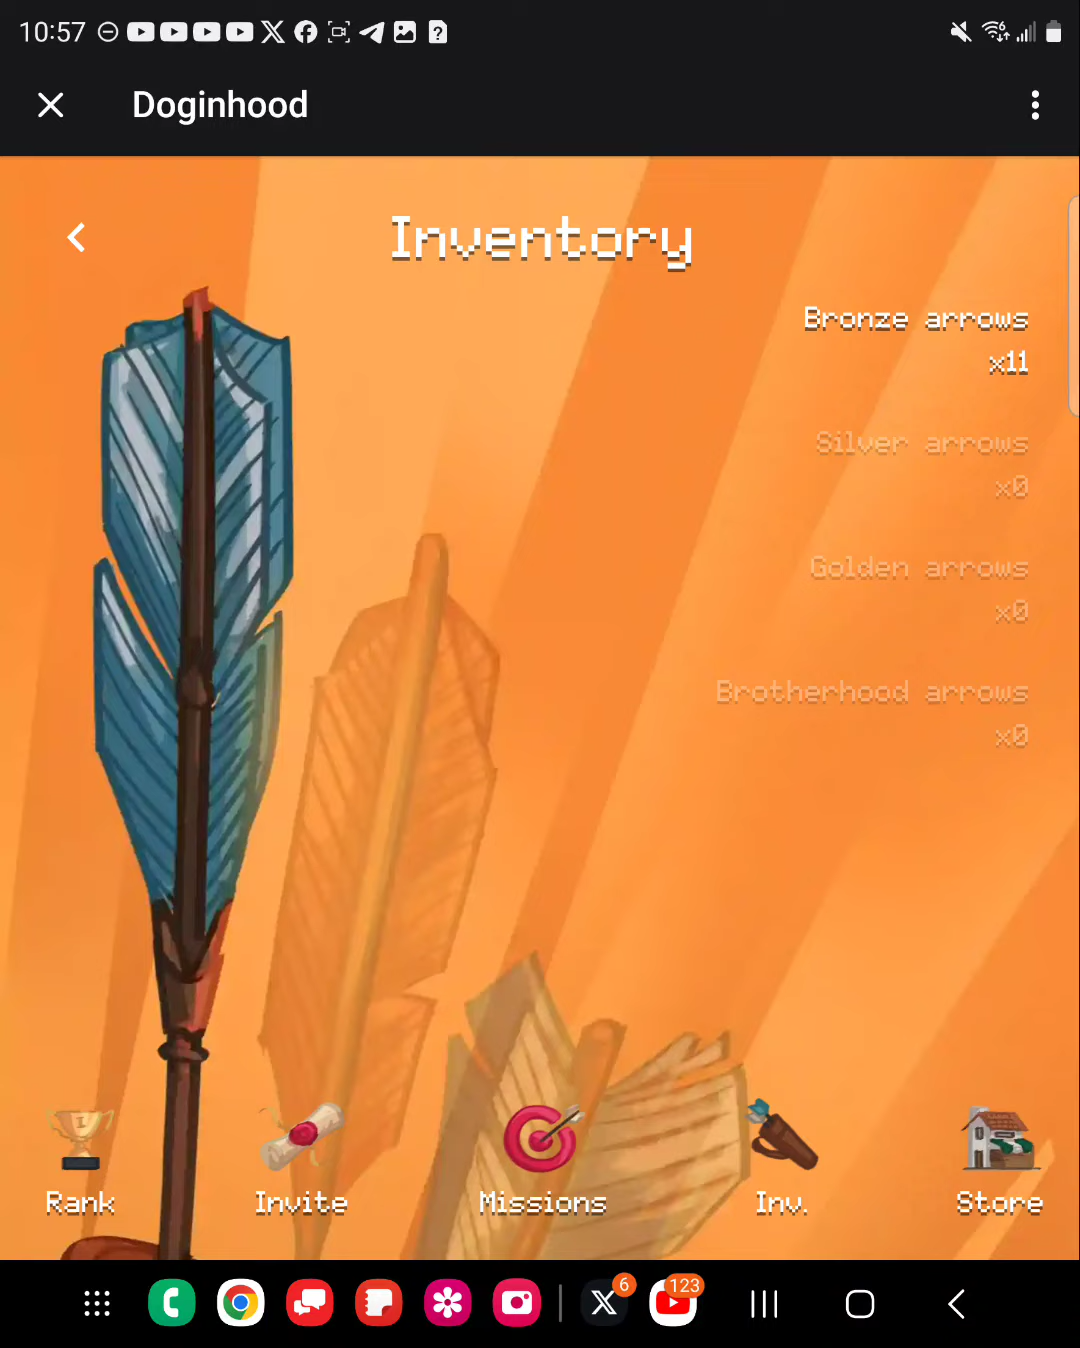 10:57
Doginhood
Inventory
Bronze arrows
x11
Silver arrows
x0
Golden arrows
x0
Brotherhood arrows
x0
Rank
Invite
Missions
Inv.
Store
6
123